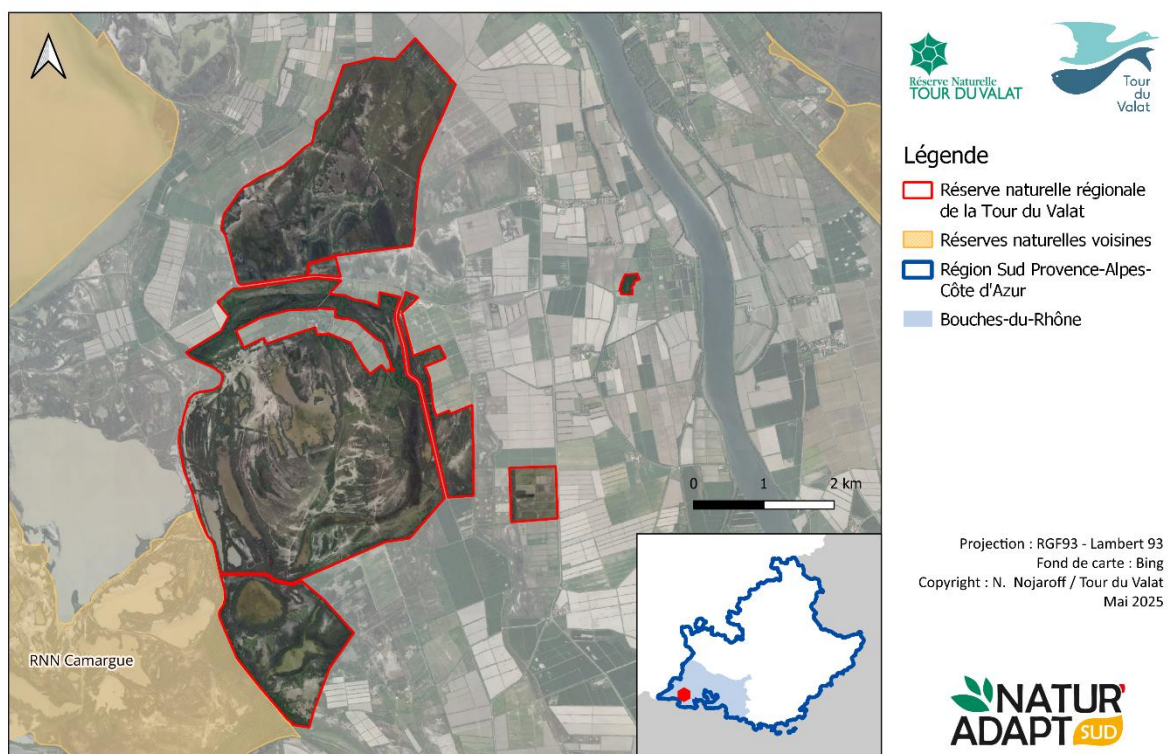 Réserve Naturelle
TOUR DU VALAT
Tour
du
Valat
Légende
Réserve naturelle régionale
de la Tour du Valat
Réserves naturelles voisines
Région Sud Provence-Alpes-
Côte d'Azur
Bouches-du-Rhône
0 1 2 km
RNN Camargue
Projection : RGF93 - Lambert 93
Fond de carte : Bing
Copyright : N. Nojaroff / Tour du Valat
Mai 2025
NATUR'
ADAPT SUD